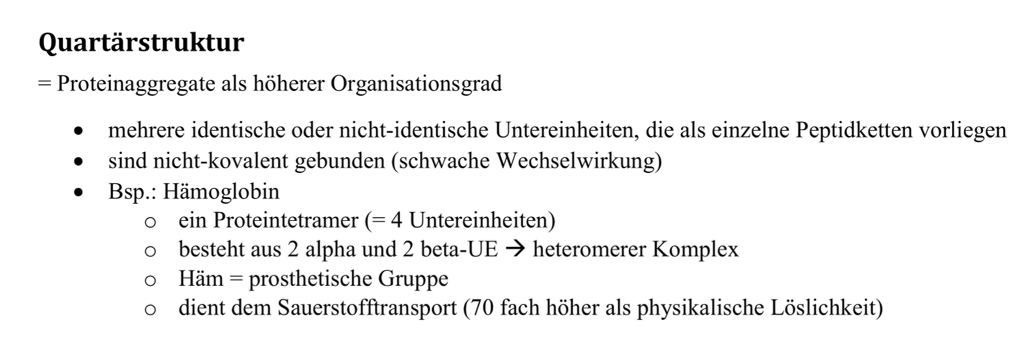 Quartärstruktur
= Proteinaggregate als höherer Organisationsgrad
• mehrere identische oder nicht-identische Untereinheiten, die als einzelne Peptidketten vorliegen
• sind nicht-kovalent gebunden (schwache Wechselwirkung)
• Bsp.: Hämoglobin
o ein Proteintetramer (= 4 Untereinheiten)
o besteht aus 2 alpha und 2 beta-UE → heteromerer Komplex
o Häm = prosthetische Gruppe
o dient dem Sauerstofftransport (70 fach höher als physikalische Löslichkeit)